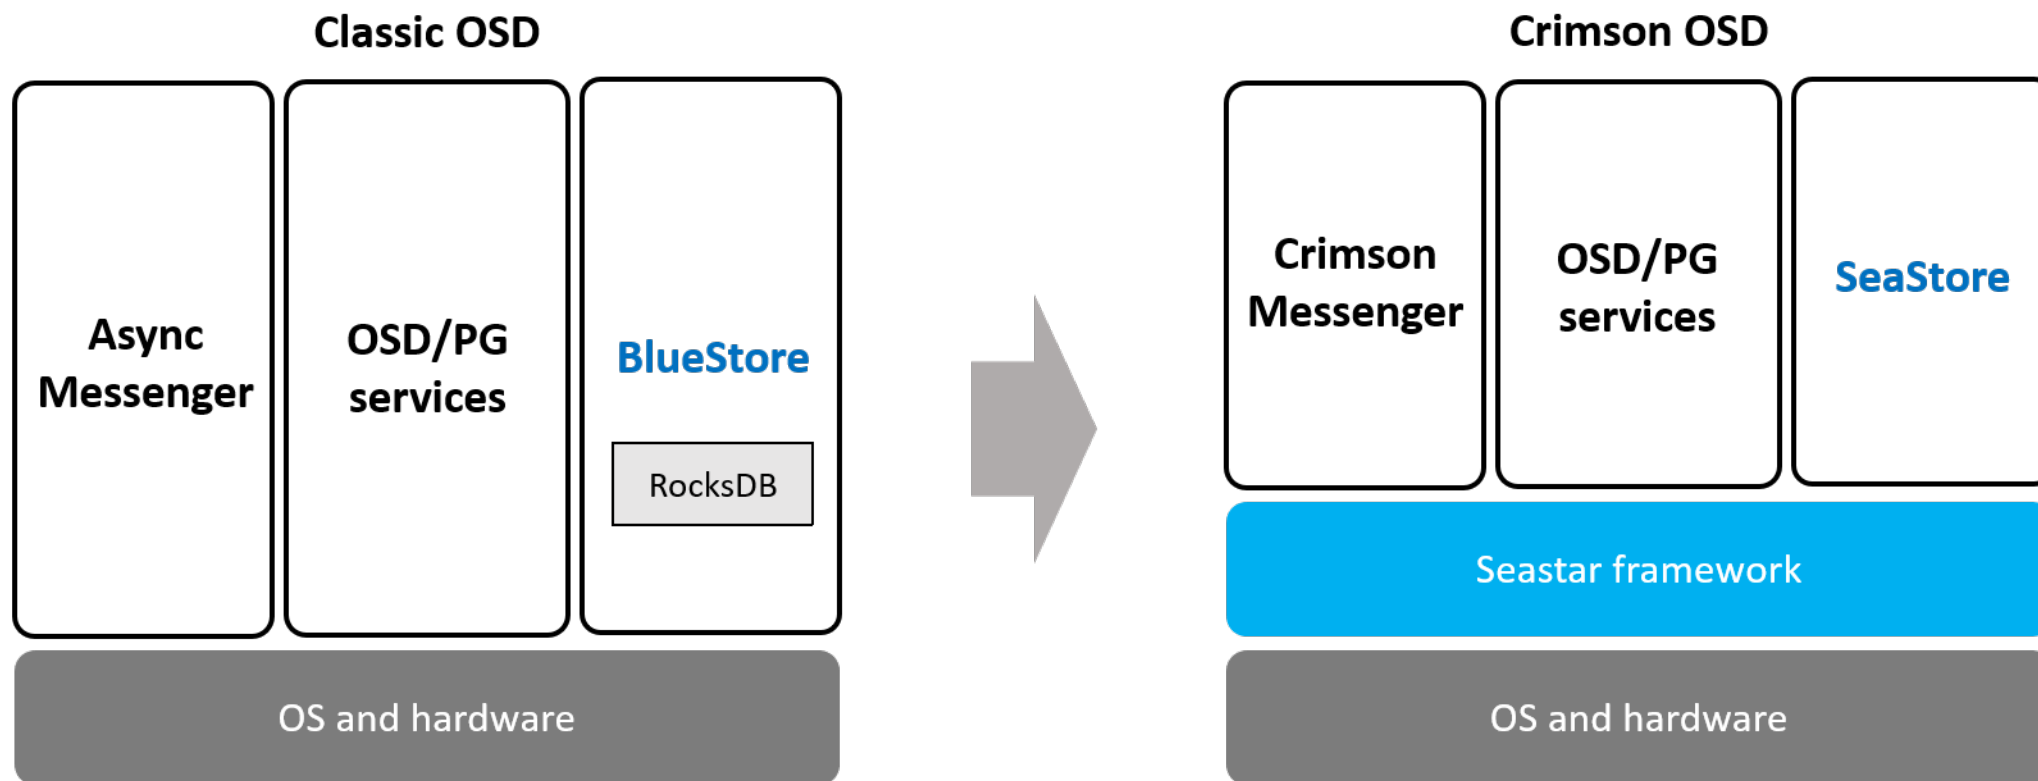 Classic OSD
Async
Messenger
OSD/PG
services
BlueStore
RocksDB
OS and hardware
Crimson OSD
Crimson
Messenger
OSD/PG
services
SeaStore
Seastar framework
OS and hardware